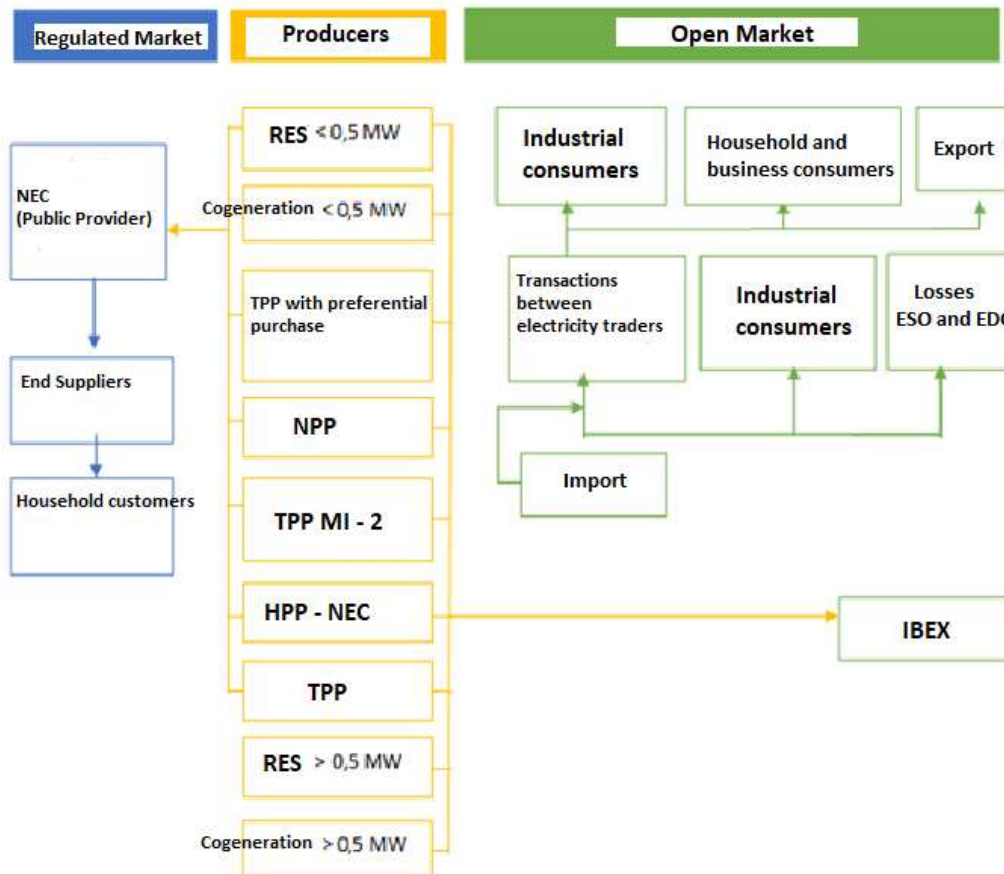 Regulated Market
Producers
Open Market
NEC
(Public Provider)
End Suppliers
Household customers
RES < 0,5 MW
Cogeneration < 0,5 MW
TPP with preferential
purchase
NPP
TPP MI - 2
HPP - NEC
TPP
RES > 0,5 MW
Cogeneration > 0,5 MW
Industrial
consumers
Household and
business consumers
Export
Transactions
between
electricity traders
Industrial
consumers
Losses
ESO and EDC
Import
IBEX